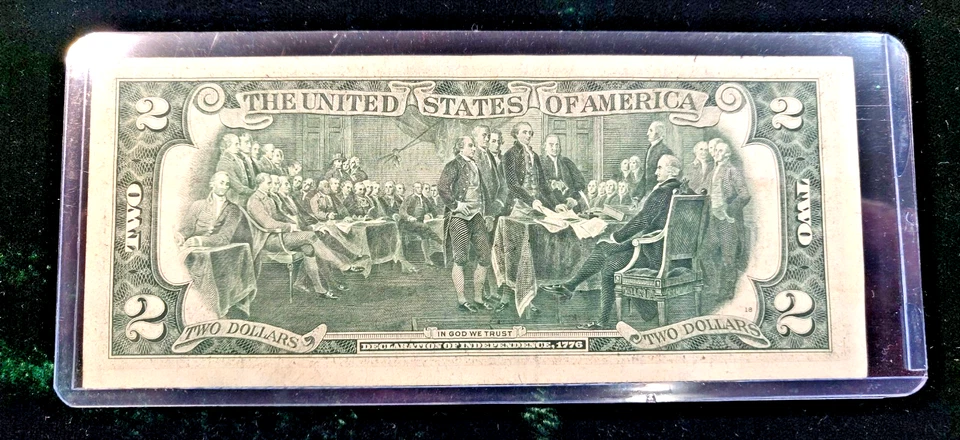 THE UNITED STATES OF AMERICA
2 2
TWO TWO
2 2
18
TWO DOLLARS IN GOD WE TRUST TWO DOLLARS
DECLARATION OF INDEPENDENCE, 1776